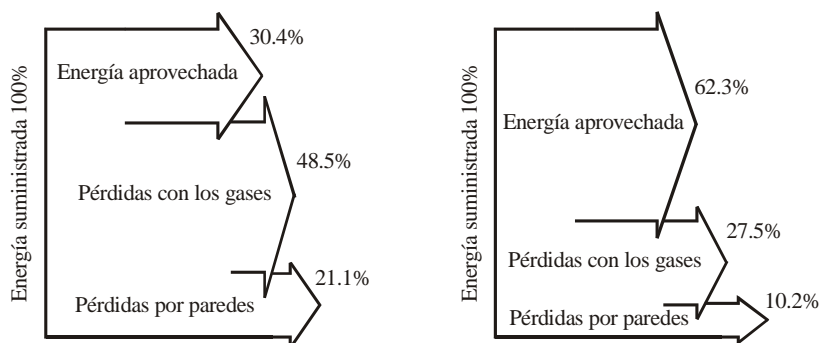 Energía suministrada 100%
30.4%
Energía aprovechada
48.5%
Pérdidas con los gases
21.1%
Pérdidas por paredes
Energía suministrada 100%
62.3%
Energía aprovechada
27.5%
Pérdidas con los gases
10.2%
Pérdidas por paredes